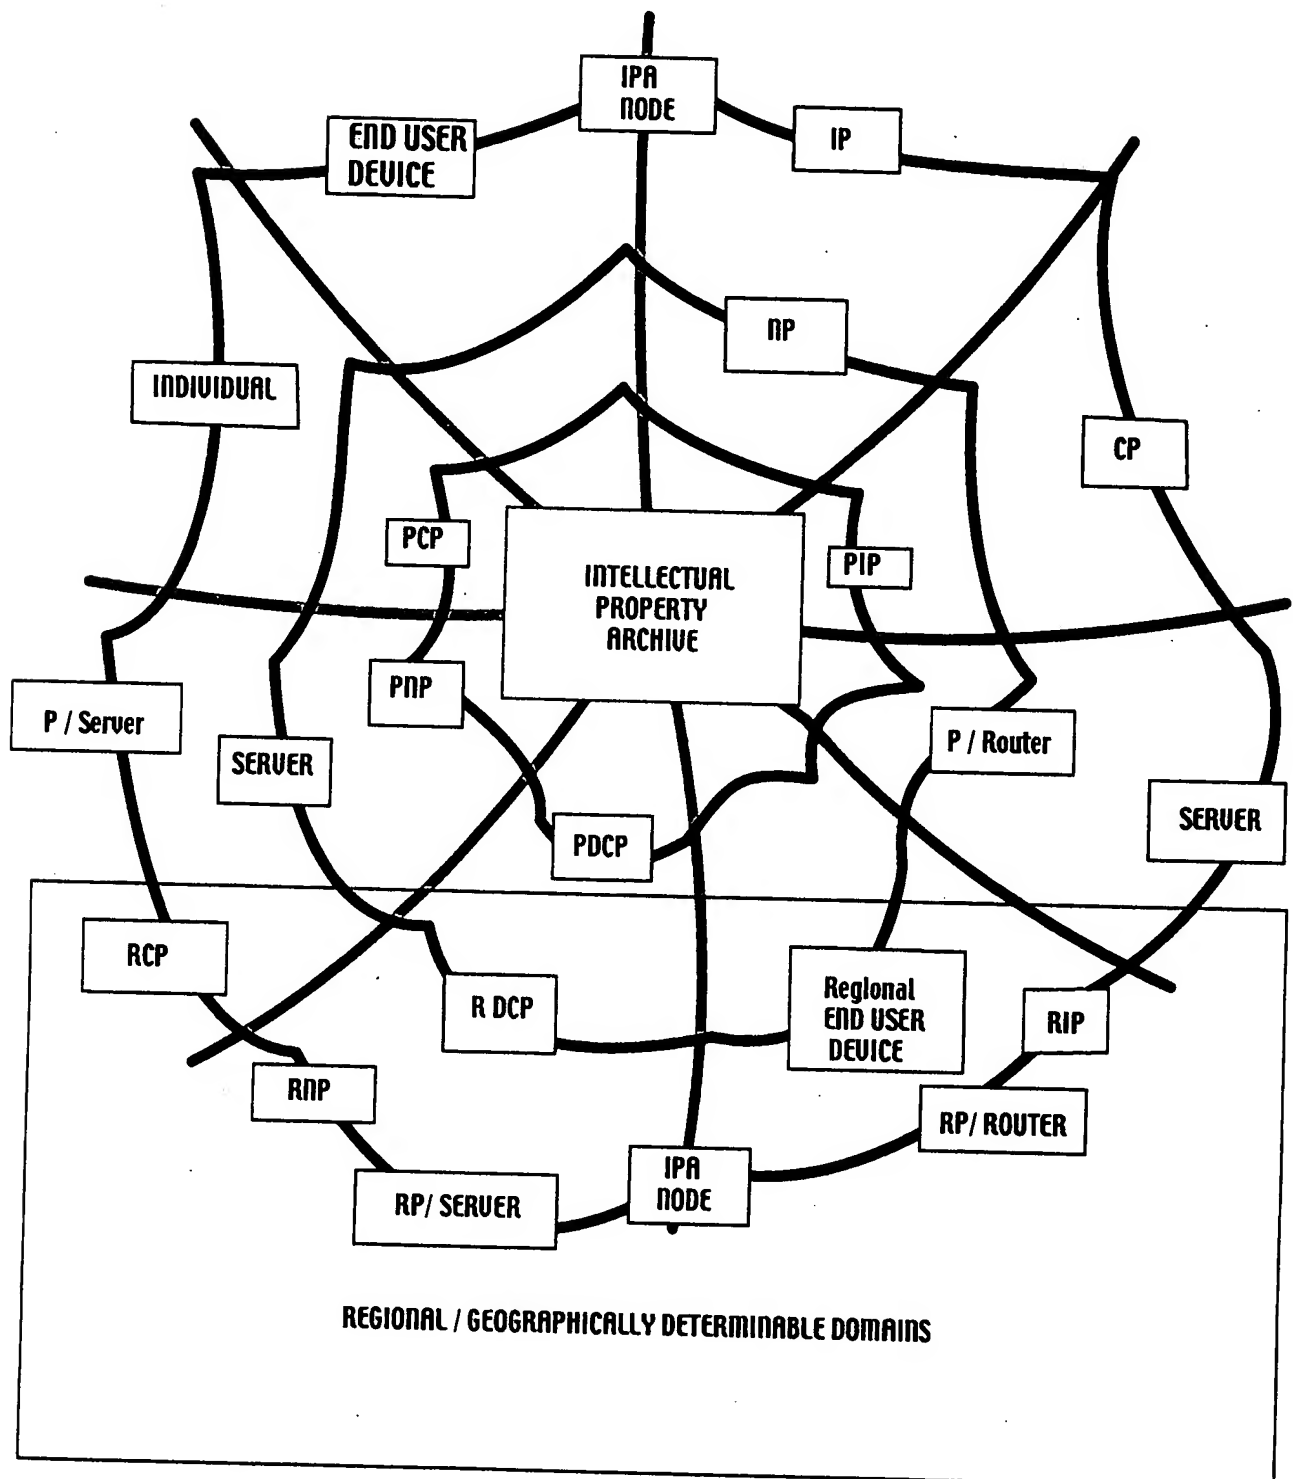 IPA
NODE
END USER
DEVICE
IP
NP
INDIVIDUAL
CP
PCP
PIP
INTELLECTUAL
PROPERTY
ARCHIVE
PNP
P / Server
P / Router
SERVER
SERVER
PDCP
RCP
R DCP
Regional
END USER
DEVICE
RIP
RNP
RP/ ROUTER
IPA
NODE
RP/ SERVER
REGIONAL / GEOGRAPHICALLY DETERMINABLE DOMAINS